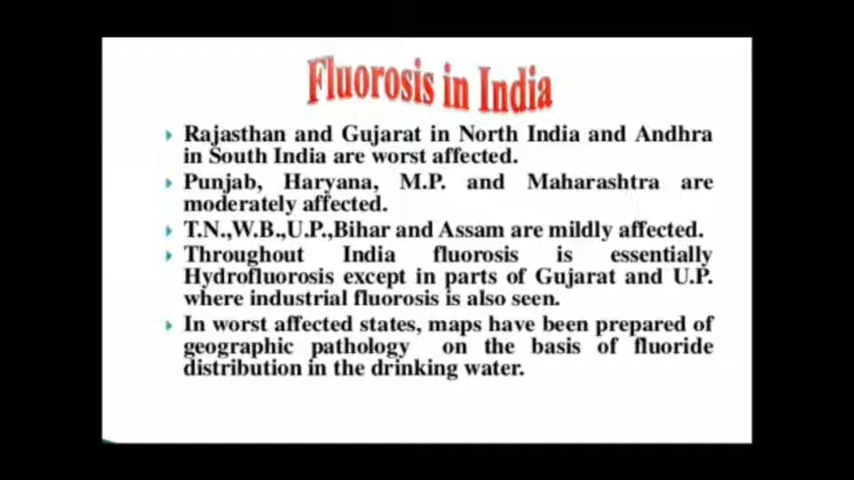 Fluorosis in India
Rajasthan and Gujarat in North India and Andhra
in South India are worst affected.
Punjab, Haryana, M.P. and Maharashtra are
moderately affected.
T.N.,W.B.,U.P.,Bihar and Assam are mildly affected.
Throughout India fluorosis is essentially
Hydrofluorosis except in parts of Gujarat and U.P.
where industrial fluorosis is also seen.
In worst affected states, maps have been prepared of
geographic pathology on the basis of fluoride
distribution in the drinking water.